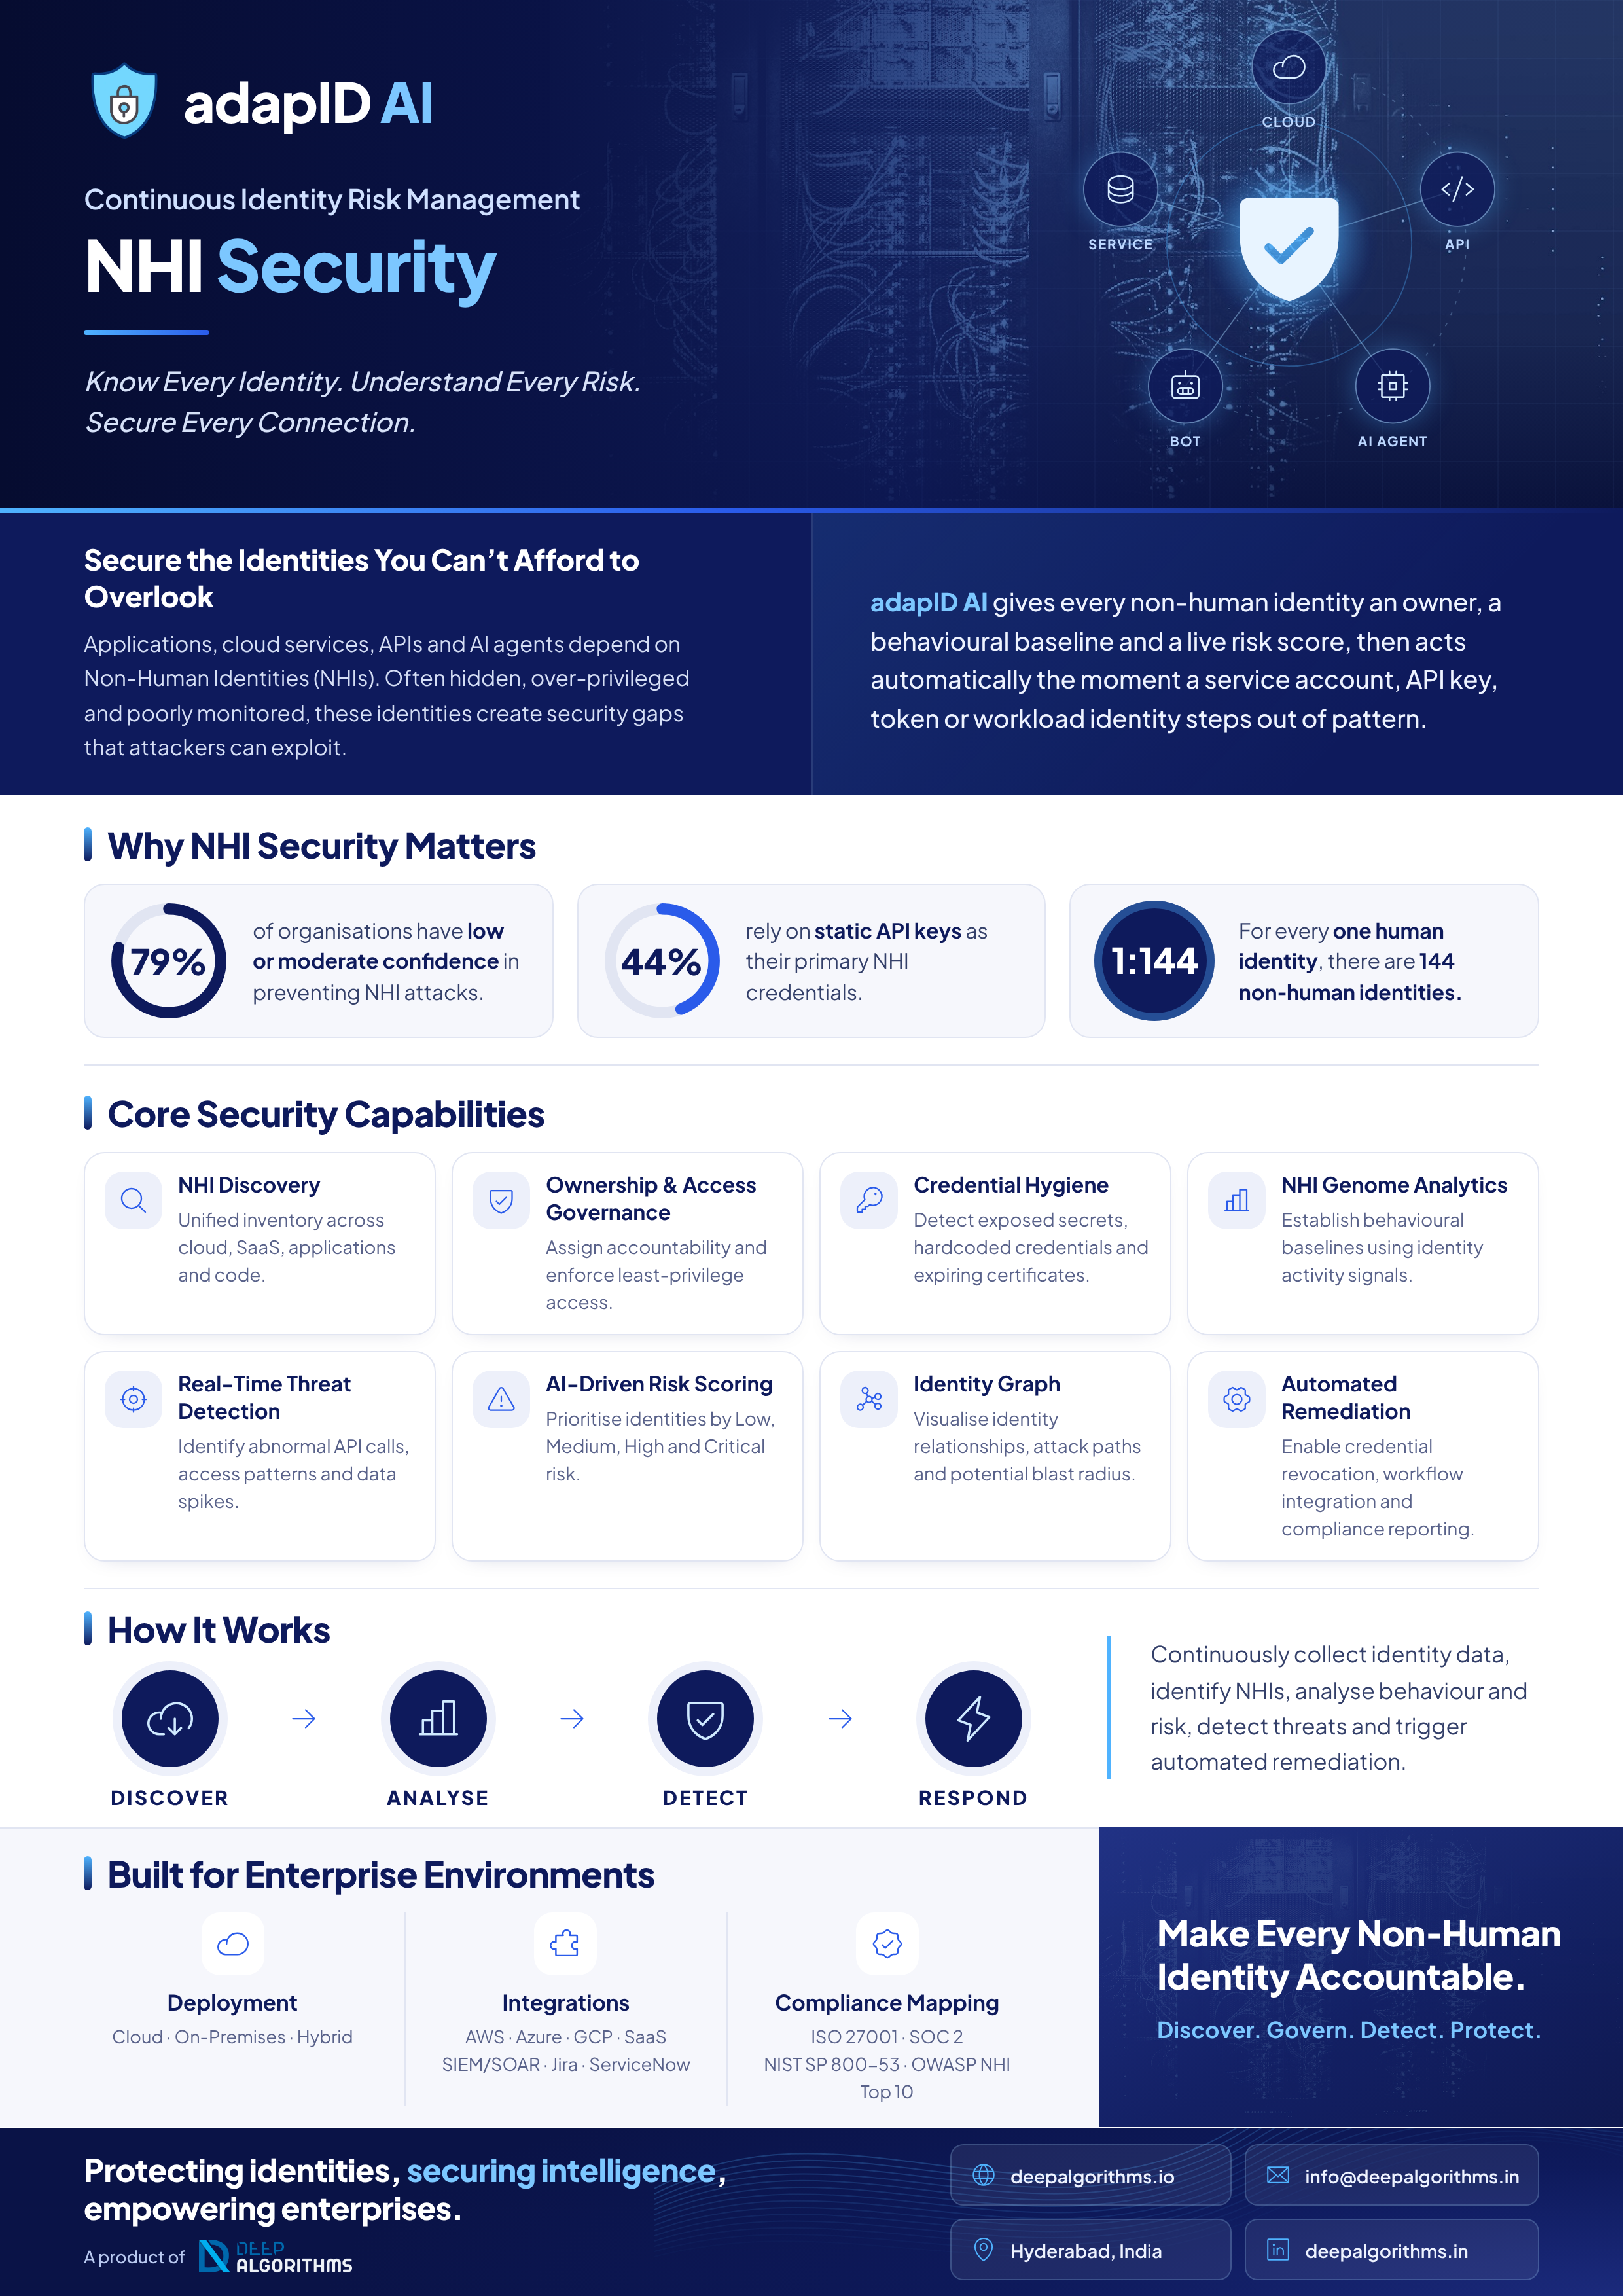 adapID AI
Continuous Identity Risk Management
NHI Security
Know Every Identity. Understand Every Risk.
Secure Every Connection.
CLOUD
SERVICE
API
BOT
AI AGENT
Secure the Identities You Can’t Afford to
Overlook
Applications, cloud services, APIs and AI agents depend on
Non-Human Identities (NHIs). Often hidden, over-privileged
and poorly monitored, these identities create security gaps
that attackers can exploit.
adapID AI gives every non-human identity an owner, a
behavioural baseline and a live risk score, then acts
automatically the moment a service account, API key,
token or workload identity steps out of pattern.
Why NHI Security Matters
79%
of organisations have low
or moderate confidence in
preventing NHI attacks.
44%
rely on static API keys as
their primary NHI
credentials.
1:144
For every one human
identity, there are 144
non-human identities.
Core Security Capabilities
NHI Discovery
Unified inventory across
cloud, SaaS, applications
and code.
Ownership & Access
Governance
Assign accountability and
enforce least-privilege
access.
Credential Hygiene
Detect exposed secrets,
hardcoded credentials and
expiring certificates.
NHI Genome Analytics
Establish behavioural
baselines using identity
activity signals.
Real-Time Threat
Detection
Identify abnormal API calls,
access patterns and data
spikes.
AI-Driven Risk Scoring
Prioritise identities by Low,
Medium, High and Critical
risk.
Identity Graph
Visualise identity
relationships, attack paths
and potential blast radius.
Automated
Remediation
Enable credential
revocation, workflow
integration and
compliance reporting.
How It Works
DISCOVER
ANALYSE
DETECT
RESPOND
Continuously collect identity data,
identify NHIs, analyse behaviour and
risk, detect threats and trigger
automated remediation.
Built for Enterprise Environments
Deployment
Cloud · On-Premises · Hybrid
Integrations
AWS · Azure · GCP · SaaS
SIEM/SOAR · Jira · ServiceNow
Compliance Mapping
ISO 27001 · SOC 2
NIST SP 800-53 · OWASP NHI
Top 10
Make Every Non-Human
Identity Accountable.
Discover. Govern. Detect. Protect.
Protecting identities, securing intelligence,
empowering enterprises.
A product of
DEEP
ALGORITHMS
deepalgorithms.io
info@deepalgorithms.in
Hyderabad, India
in
deepalgorithms.in